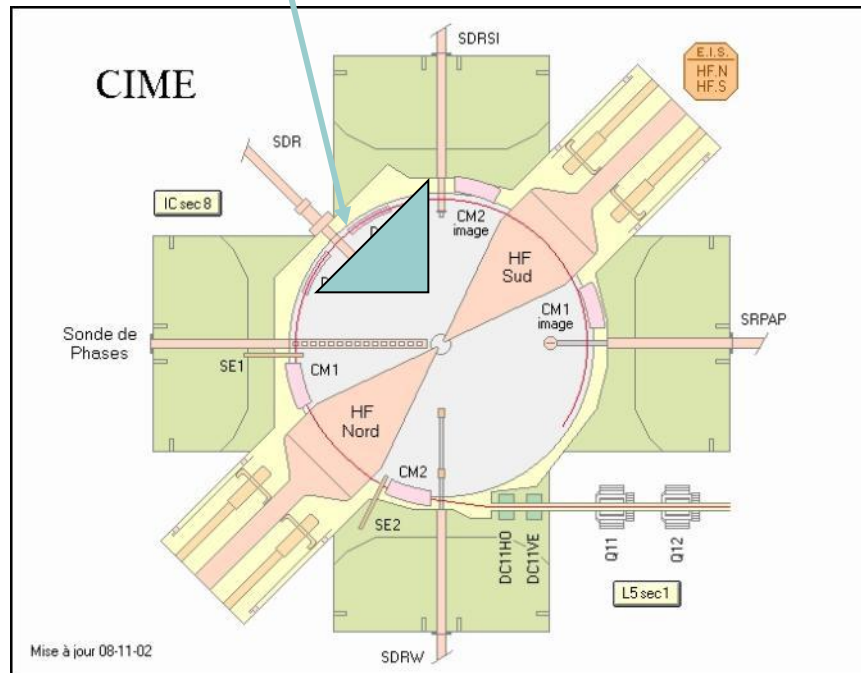 SDRSI
E.I.S.
HF.N
HF.S
CIME
SDR
IC sec 8
CM2
image
HF
Sud
CM1
image
SRPAP
Sonde de
Phases
SE1
CM1
HF
Nord
CM2
SE2
DC11HO
DC11VE
Q11
Q12
L5 sec1
Mise à jour 08-11-02
SDRW